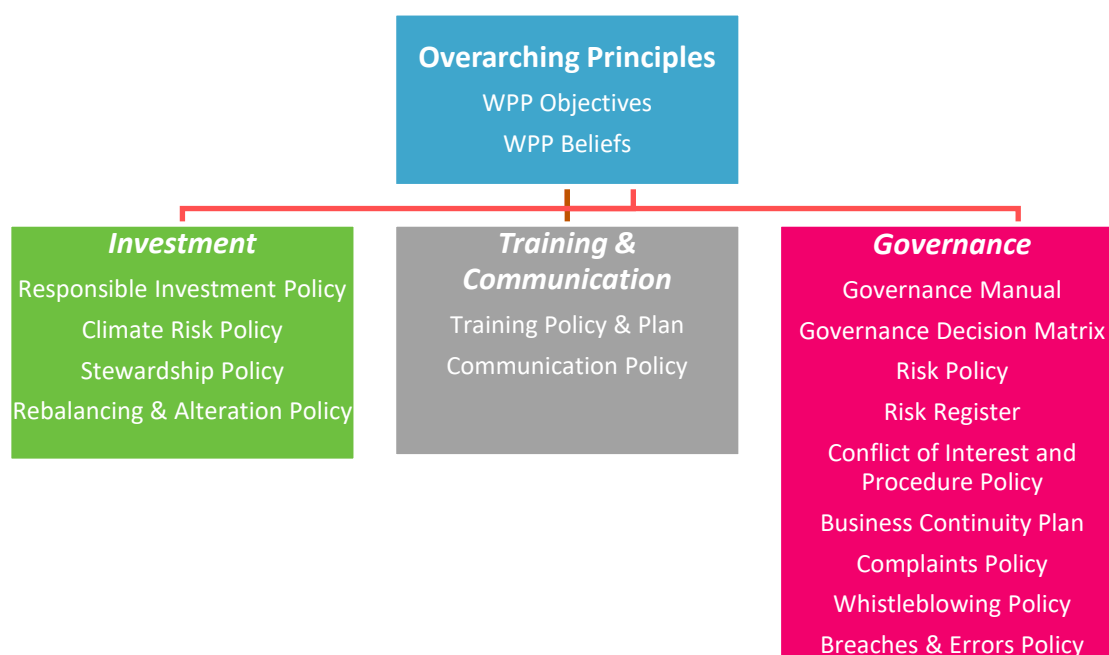 Overarching Principles
WPP Objectives
WPP Beliefs
Investment
Responsible Investment Policy
Climate Risk Policy
Stewardship Policy
Rebalancing & Alteration Policy
Training &
Communication
Training Policy & Plan
Communication Policy
Governance
Governance Manual
Governance Decision Matrix
Risk Policy
Risk Register
Conflict of Interest and
Procedure Policy
Business Continuity Plan
Complaints Policy
Whistleblowing Policy
Breaches & Errors Policy